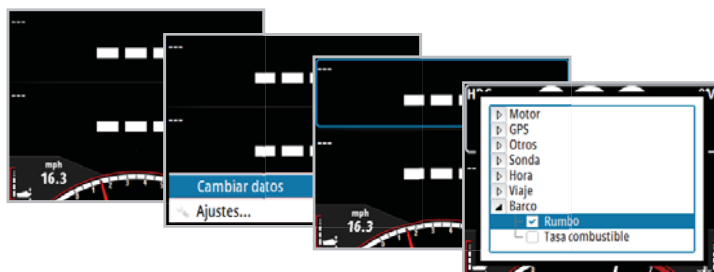 ---
---
mph
16.3
---
---
Cambiar datos
Ajustes...
---
---
mph
16.3
Motor
GPS
Otros
Sonda
Hora
Viaje
Barco
Rumbo
Tasa combustible